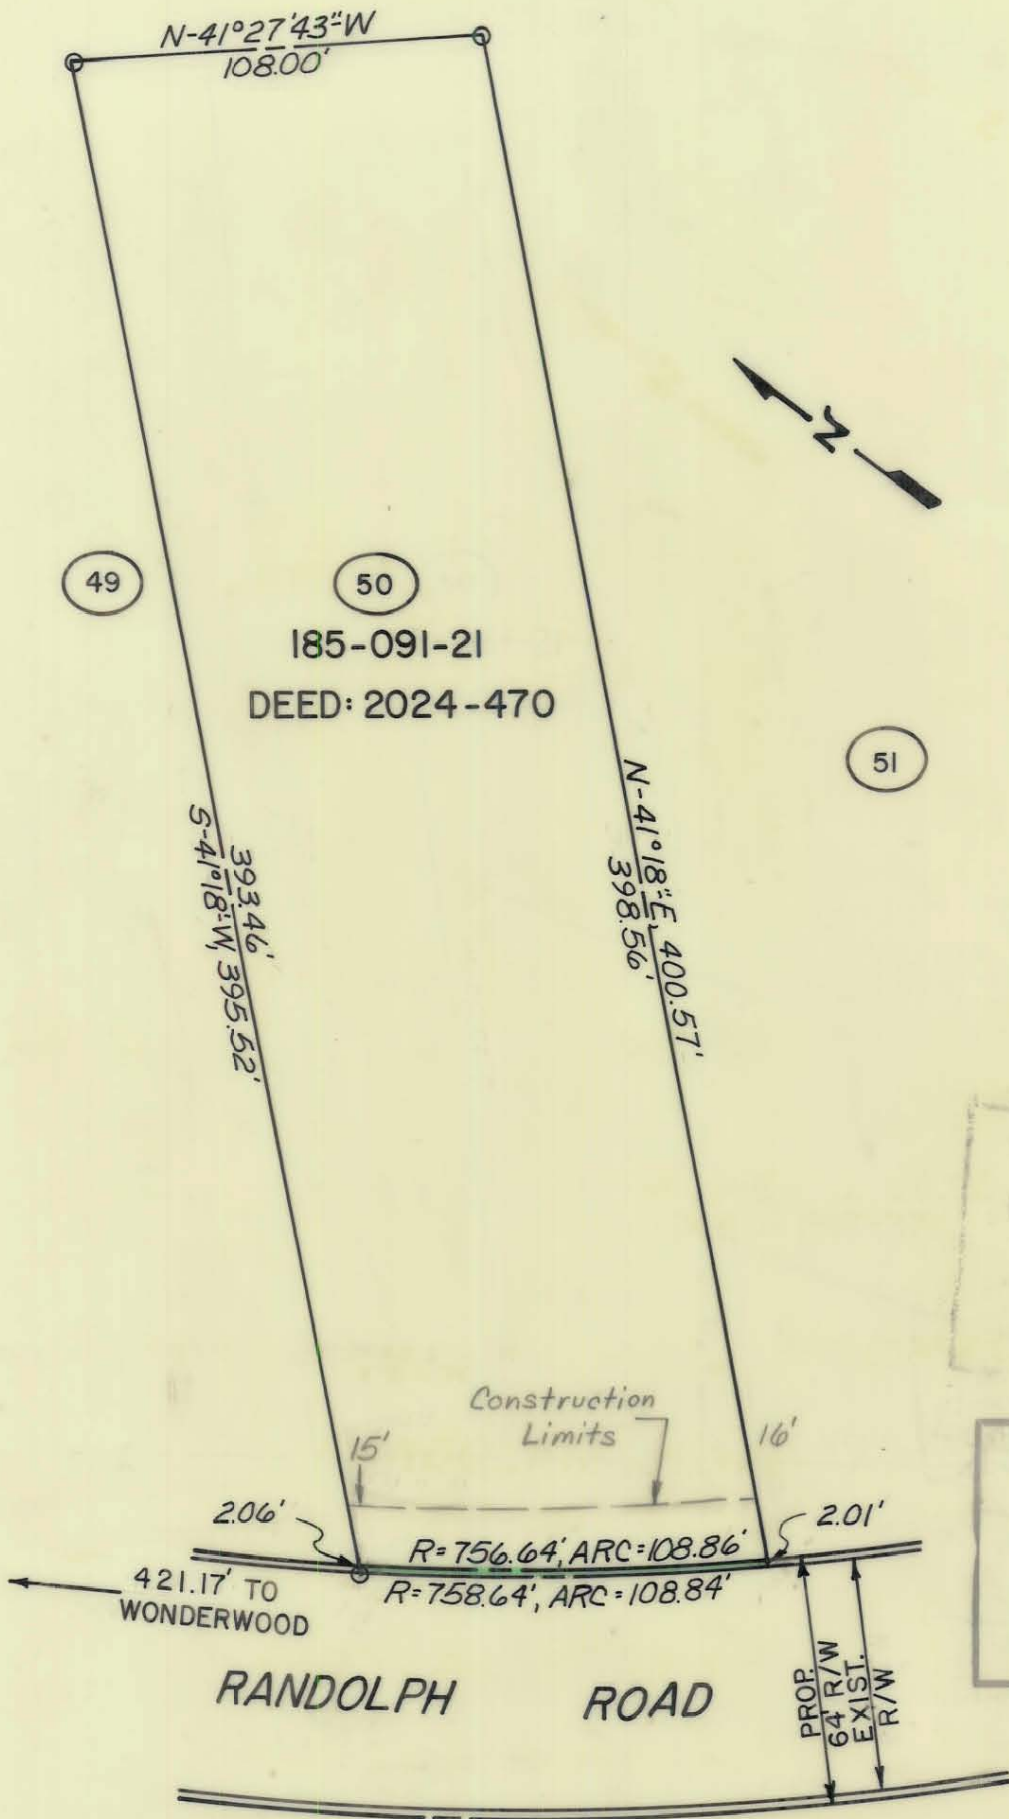 N-41°27'43"-W
108.00'
N
49
50
185-091-21
DEED: 2024-470
51
393.46'
S-41°18'-W, 395.52'
N-41°18'-E, 400.57'
398.56'
Construction
Limits
15'
16'
2.06'
2.01'
R=756.64', ARC=108.86'
R=758.64', ARC=108.84'
421.17' TO
WONDERWOOD
RANDOLPH ROAD
PROP.
64' R/W
EXIST.
R/W